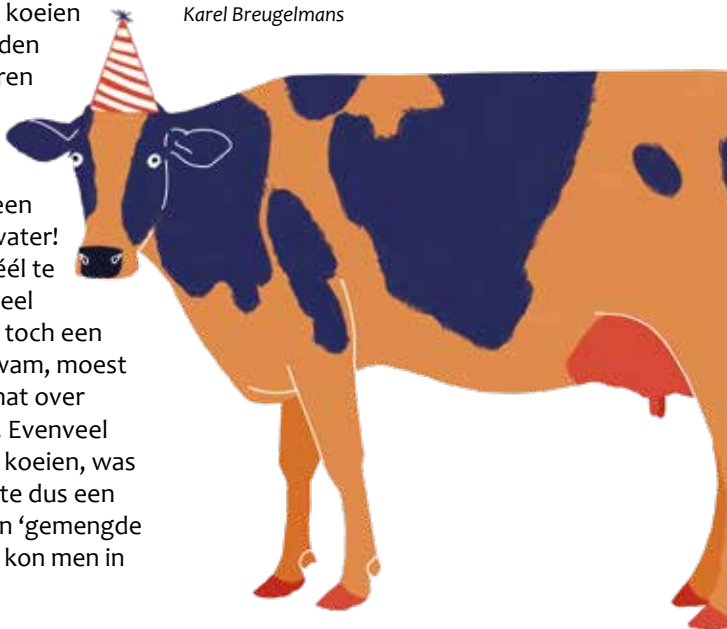 koeien
Karel Breugelmans
den
ren
een
vater!
éél te
eel
toch een
wam, moest
nat over
. Evenveel
koeien, was
te dus een
n ‘gemengde
kon men in